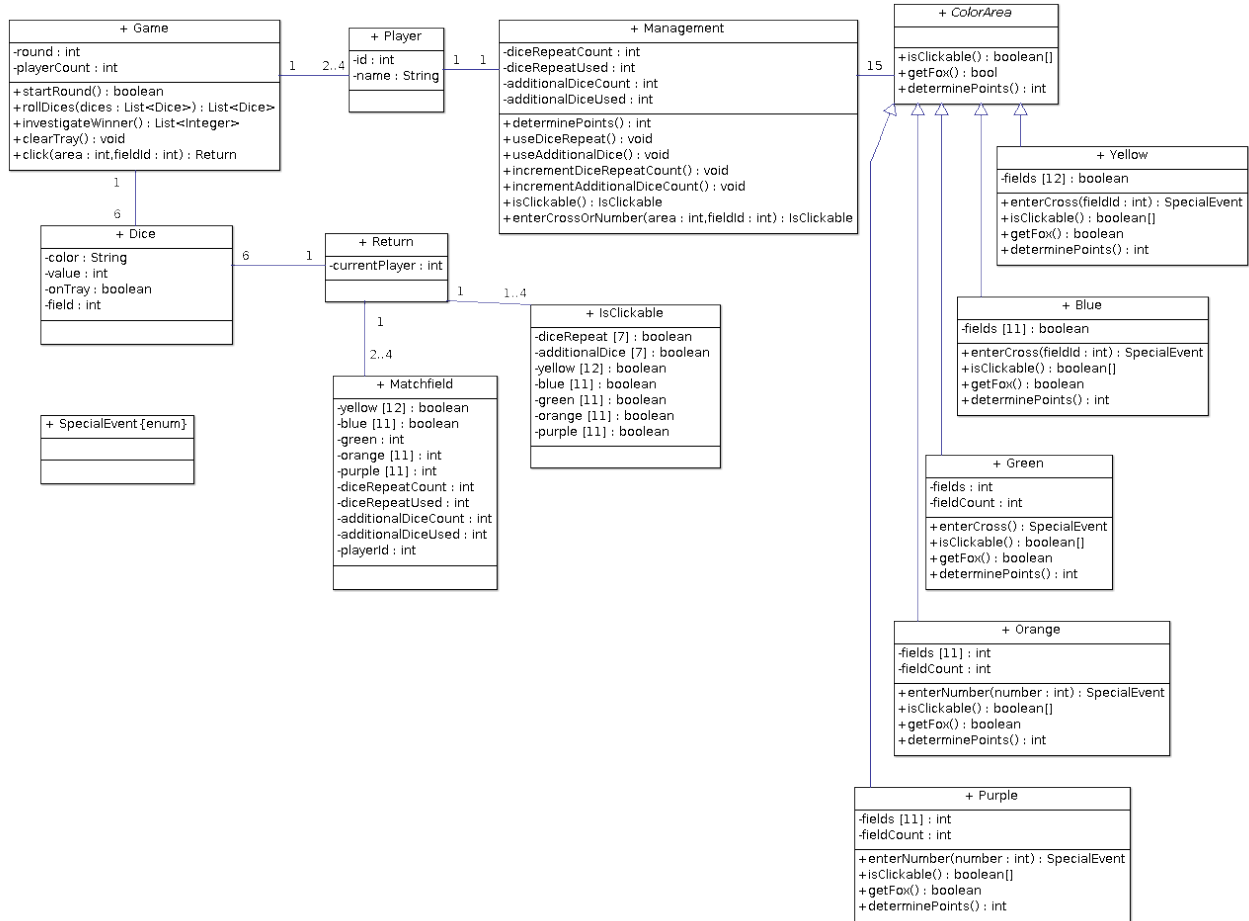 + Game
-round : int
-playerCount : int
+startRound() : boolean
+rollDices(dices : List<Dice>) : List<Dice>
+investigateWinner() : List<Integer>
+clearTray() : void
+click(area : int,fieldId : int) : Return
1
2..4
+ Player
-id : int
-name : String
1
1
+ Management
-diceRepeatCount : int
-diceRepeatUsed : int
-additionalDiceCount : int
-additionalDiceUsed : int
+determinePoints() : int
+useDiceRepeat() : void
+useAdditionalDice() : void
+incrementDiceRepeatCount() : void
+incrementAdditionalDiceCount() : void
+isClickable() : IsClickable
+enterCrossOrNumber(area : int,fieldId : int) : IsClickable
15
+ ColorArea
+isClickable() : boolean[]
+getFox() : bool
+determinePoints() : int
+ Yellow
-fields [12] : boolean
+enterCross(fieldId : int) : SpecialEvent
+isClickable() : boolean[]
+getFox() : boolean
+determinePoints() : int
1
6
+ Dice
-color : String
-value : int
-onTray : boolean
-field : int
6
1
+ Return
-currentPlayer : int
1
1..4
+ IsClickable
-diceRepeat [7] : boolean
-additionalDice [7] : boolean
-yellow [12] : boolean
-blue [11] : boolean
-green [11] : boolean
-orange [11] : boolean
-purple [11] : boolean
1
2..4
+ Matchfield
-yellow [12] : boolean
-blue [11] : boolean
-green : int
-orange [11] : int
-purple [11] : int
-diceRepeatCount : int
-diceRepeatUsed : int
-additionalDiceCount : int
-additionalDiceUsed : int
-playerId : int
+ SpecialEvent{enum}
+ Blue
-fields [11] : boolean
+enterCross(fieldId : int) : SpecialEvent
+isClickable() : boolean[]
+getFox() : boolean
+determinePoints() : int
+ Green
-fields : int
-fieldCount : int
+enterCross() : SpecialEvent
+isClickable() : boolean[]
+getFox() : boolean
+determinePoints() : int
+ Orange
-fields [11] : int
-fieldCount : int
+enterNumber(number : int) : SpecialEvent
+isClickable() : boolean[]
+getFox() : boolean
+determinePoints() : int
+ Purple
-fields [11] : int
-fieldCount : int
+enterNumber(number : int) : SpecialEvent
+isClickable() : boolean[]
+getFox() : boolean
+determinePoints() : int